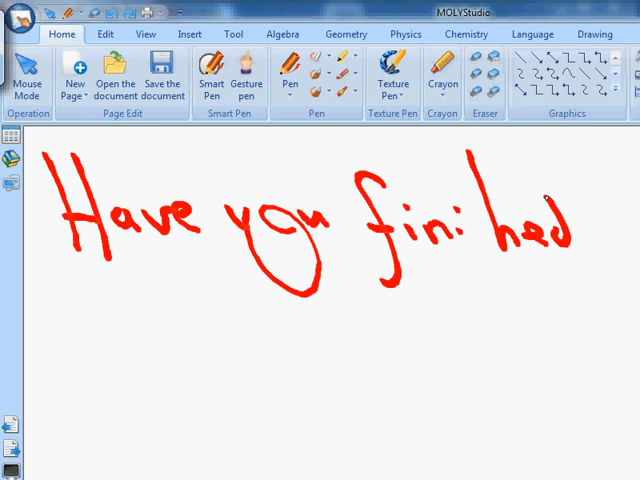 MOLYStudio
Home Edit View Insert Tool Algebra Geometry Physics Chemistry Language Drawing
Mouse Mode
New Page
Open the document
Save the document
Smart Pen
Gesture pen
Pen
Texture Pen
Crayon
Operation Page Edit Smart Pen Pen Texture Pen Crayon Eraser Graphics
Have you finihed